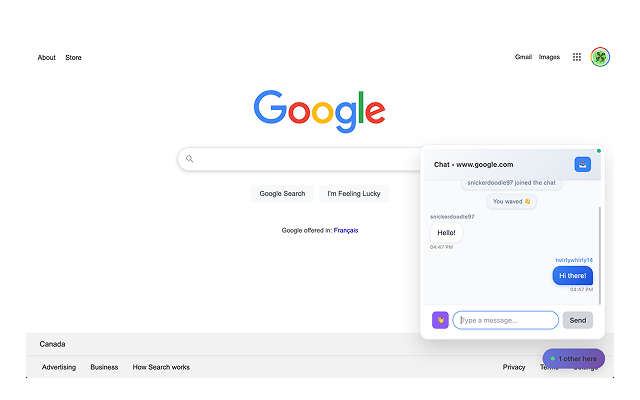 About Store
Gmail Images
Google
Chat • www.google.com
snickerdoodle97 joined the chat
You waved 👋
snickerdoodle97
Hello!
04:47 PM
twirlywhirly14
Hi there!
04:47 PM
Type a message...
Send
Google Search I'm Feeling Lucky
Google offered in: Français
Canada
1 other here
Advertising Business How Search works
Privacy Terms Settings